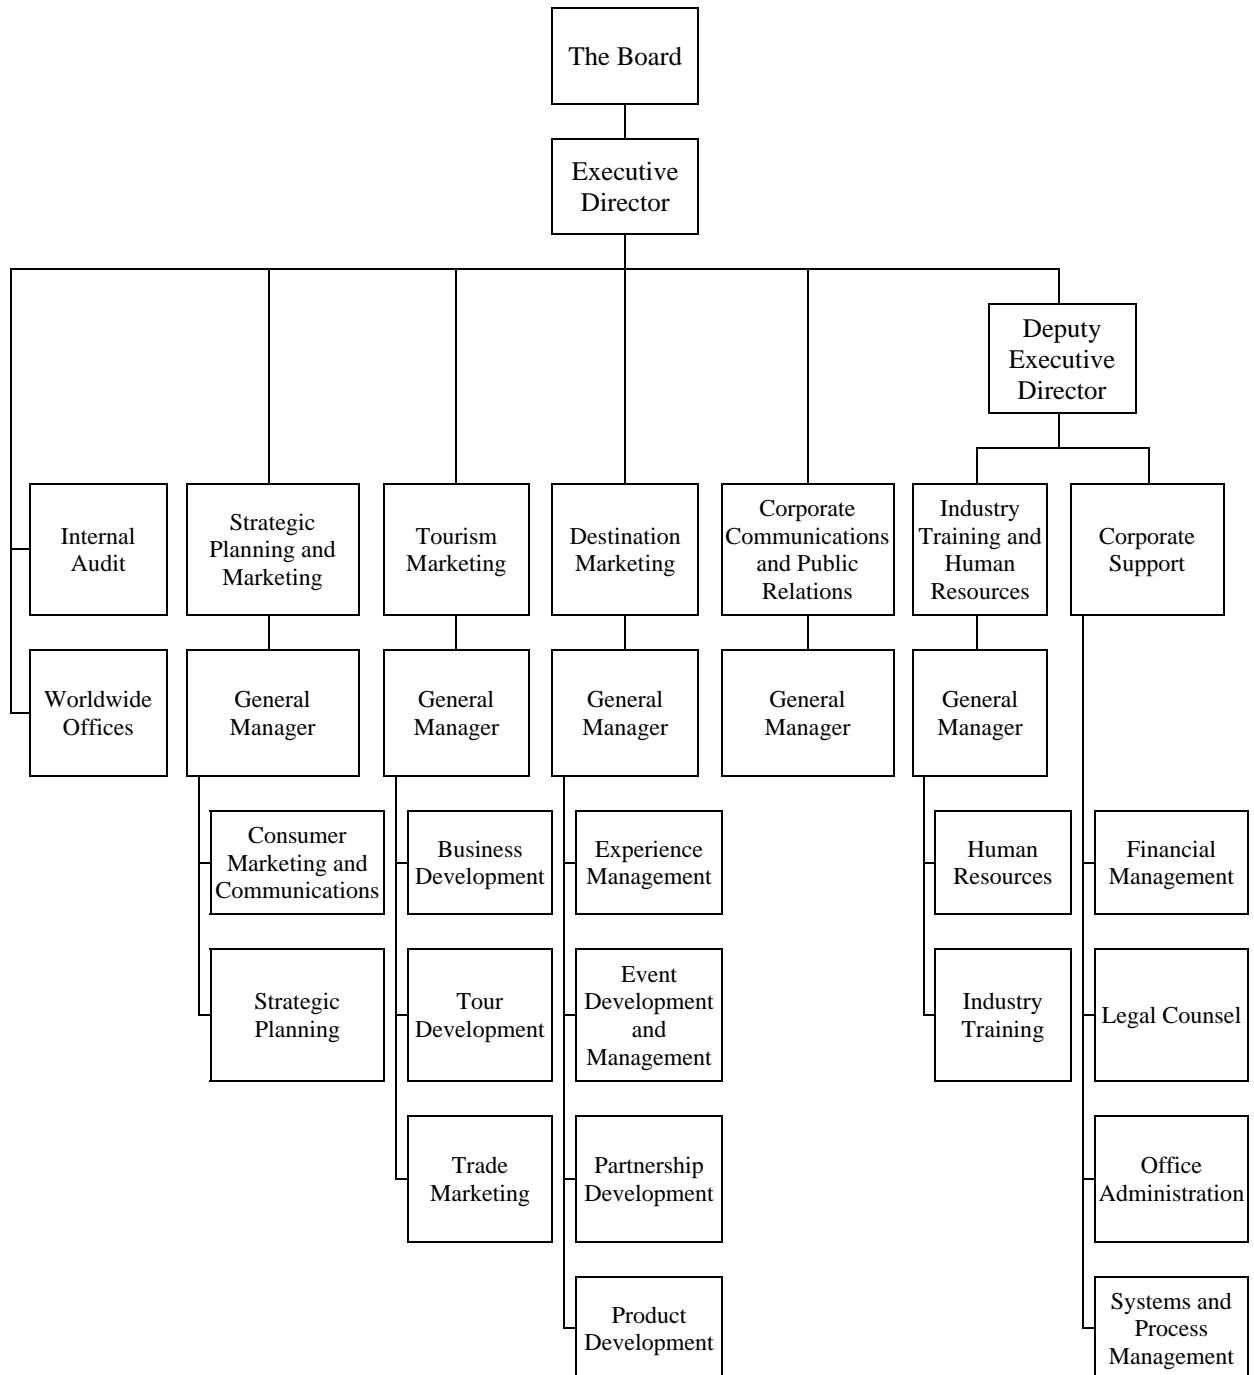 The Board
Executive
Director
Deputy
Executive
Director
Internal
Audit
Strategic
Planning and
Marketing
Tourism
Marketing
Destination
Marketing
Corporate
Communications
and Public
Relations
Industry
Training and
Human
Resources
Corporate
Support
Worldwide
Offices
General
Manager
General
Manager
General
Manager
General
Manager
General
Manager
Consumer
Marketing and
Communications
Business
Development
Experience
Management
Human
Resources
Financial
Management
Strategic
Planning
Tour
Development
Event
Development
and
Management
Industry
Training
Legal Counsel
Trade
Marketing
Partnership
Development
Office
Administration
Product
Development
Systems and
Process
Management